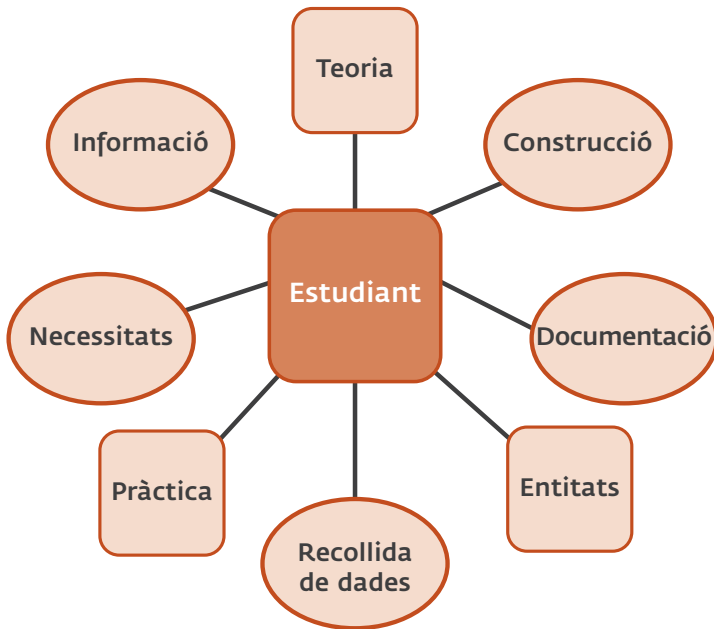 Teoria
Informació
Construcció
Estudiant
Necessitats
Documentació
Pràctica
Entitats
Recollida
de dades